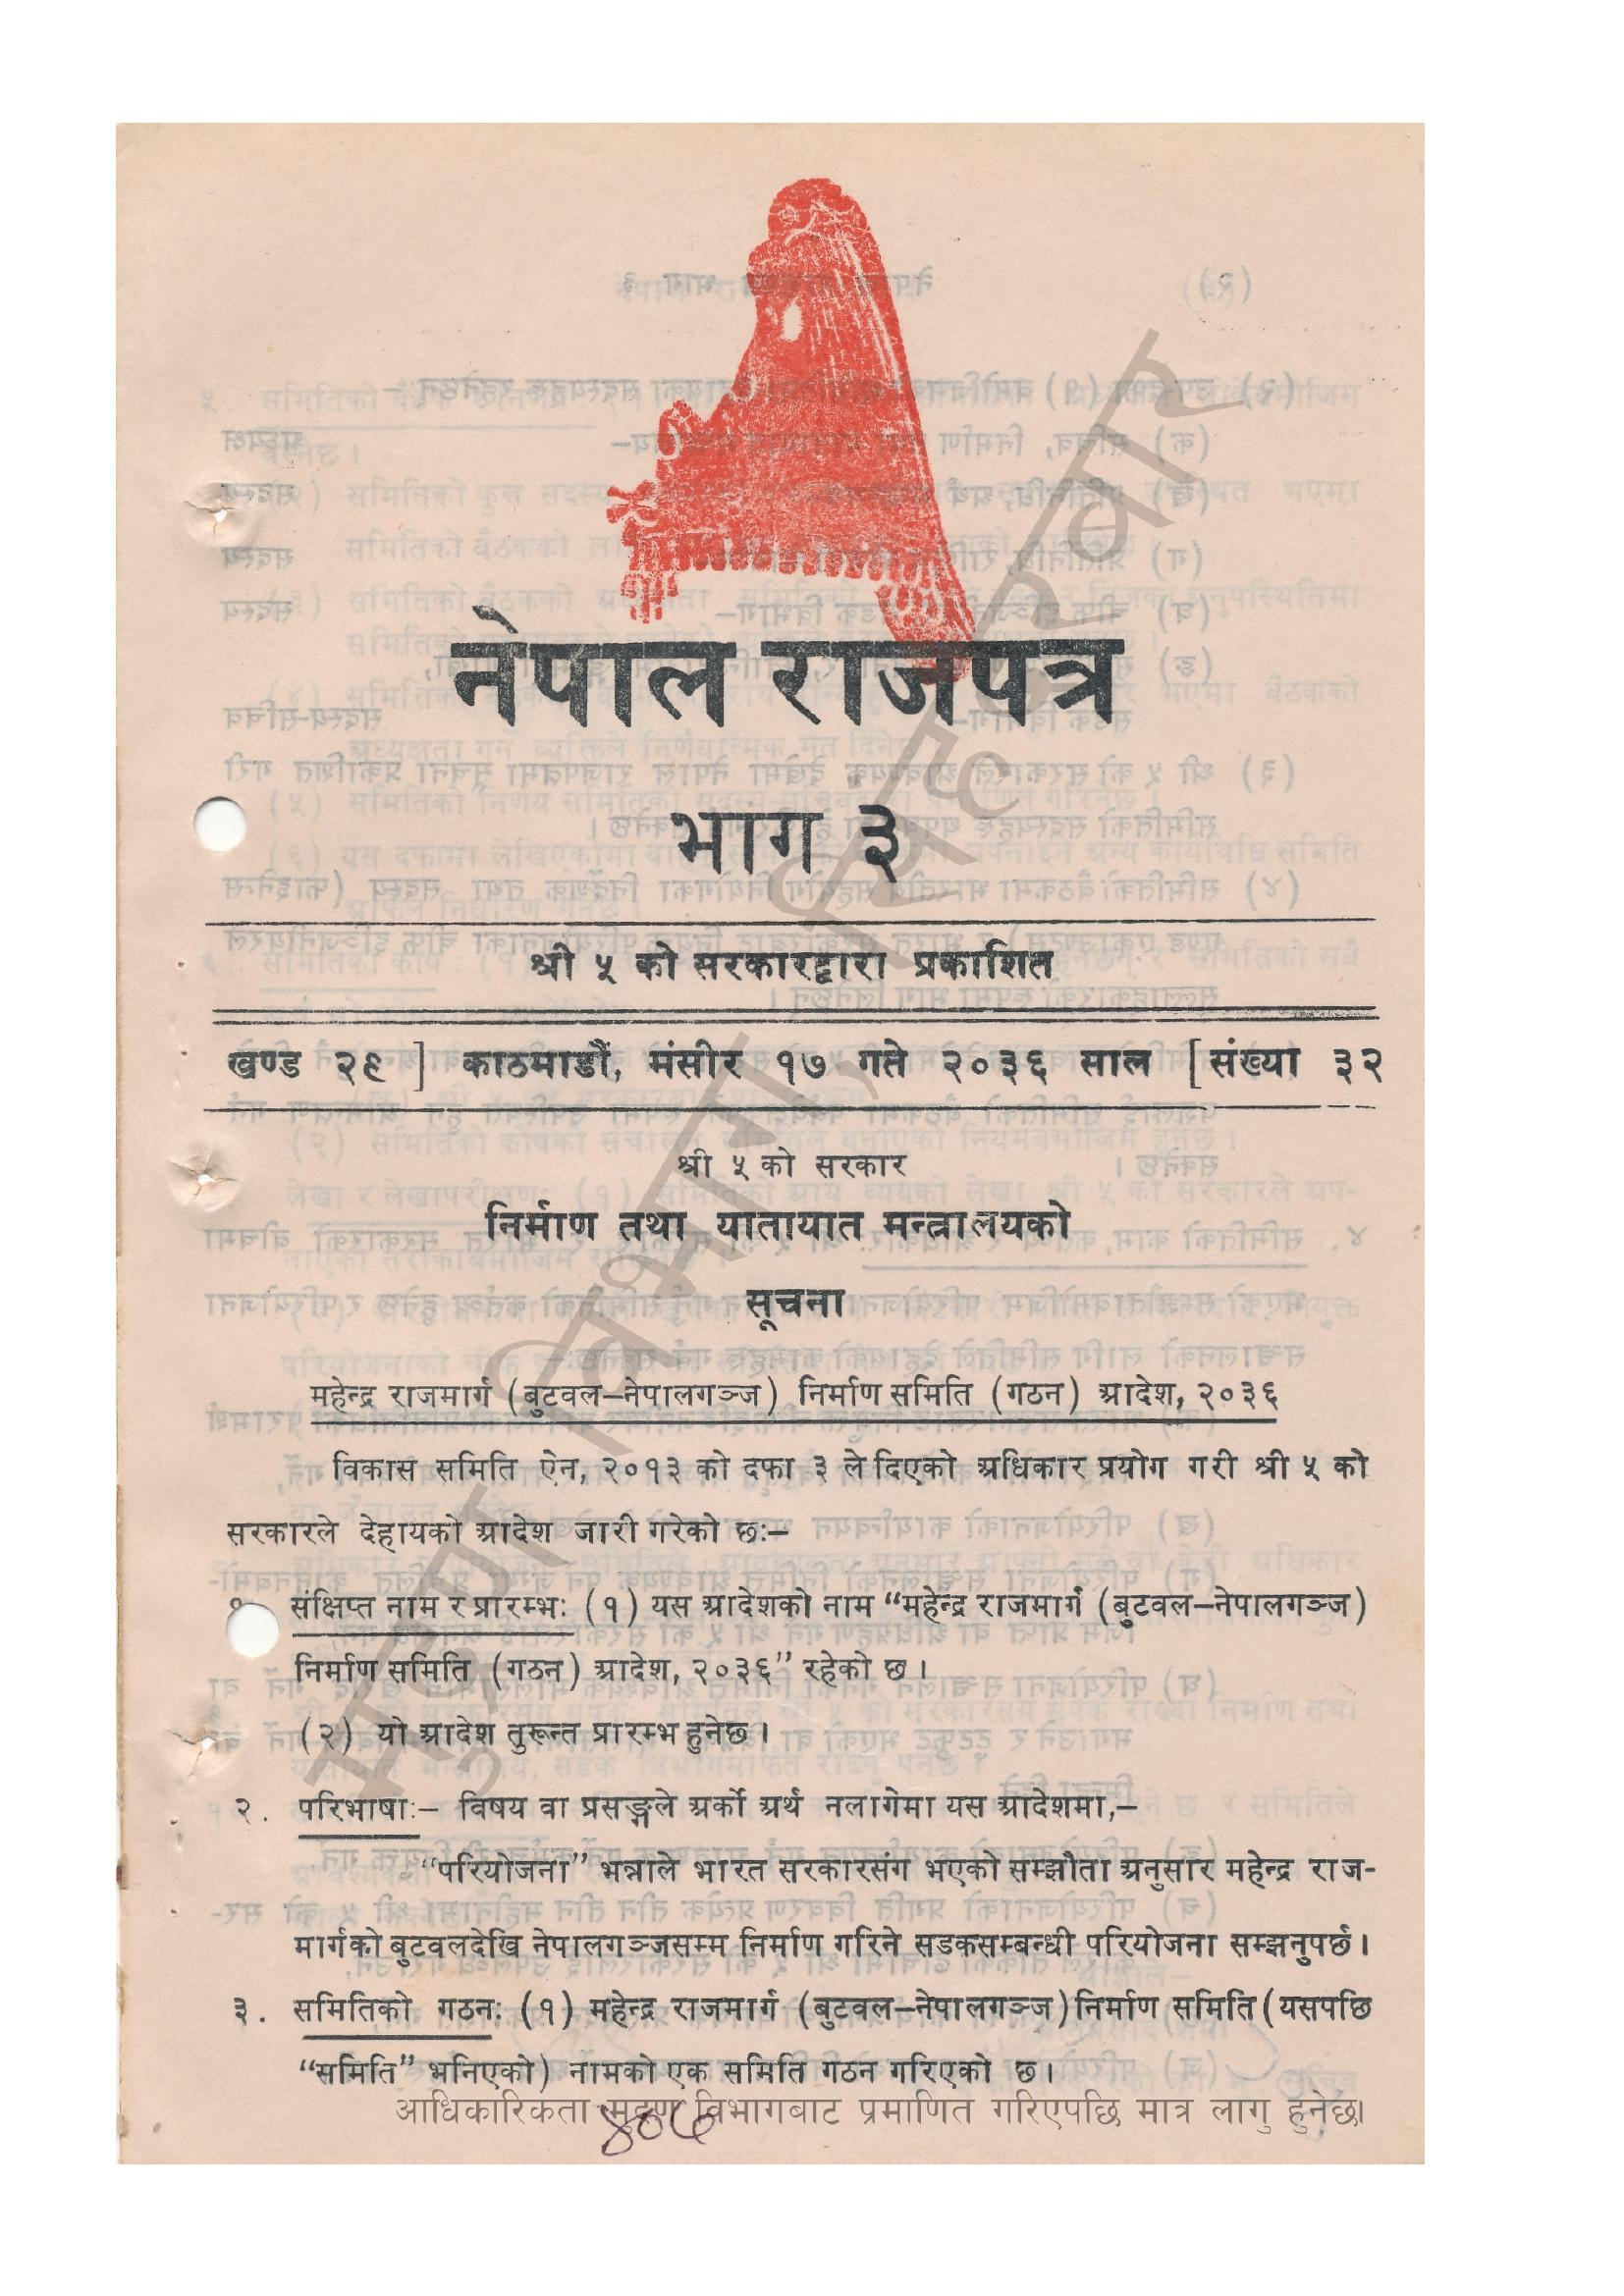 नेपाल राजपत्र
भाग ३
श्री ५ को सरकारद्वारा प्रकाशित
खण्ड २९ ] काठमाडौं, मंसीर १७ गते २०३६ साल [ संख्या ३२
श्री ५ को सरकार
निर्माण तथा यातायात मन्त्रालयको
सूचना
महेन्द्र राजमार्ग (बुटवल–नेपालगञ्ज) निर्माण समिति (गठन) आदेश, २०३६
विकास समिति ऐन, २०१३ को दफा ३ ले दिएको अधिकार प्रयोग गरी श्री ५ को
सरकारले देहायको आदेश जारी गरेको छः–
संक्षिप्त नाम र प्रारम्भः (१) यस आदेशको नाम “महेन्द्र राजमार्ग (बुटवल–नेपालगञ्ज)
निर्माण समिति (गठन) आदेश, २०३६” रहेको छ ।
(२) यो आदेश तुरून्त प्रारम्भ हुनेछ ।
२. परिभाषाः– विषय वा प्रसङ्गले अर्को अर्थ नलागेमा यस आदेशमा,–
“परियोजना” भन्नाले भारत सरकारसंग भएको सम्झौता अनुसार महेन्द्र राज-
मार्गको बुटवलदेखि नेपालगञ्जसम्म निर्माण गरिने सडकसम्बन्धी परियोजना सम्झनुपर्छ ।
३. समितिको गठनः (१) महेन्द्र राजमार्ग (बुटवल–नेपालगञ्ज) निर्माण समिति (यसपछि
“समिति” भनिएको) नामको एक समिति गठन गरिएको छ ।
आधिकारिकता मुद्रण विभागबाट प्रमाणित गरिएपछि मात्र लागु हुनेछ।
मुद्रण विभाग, सिंहदरबार